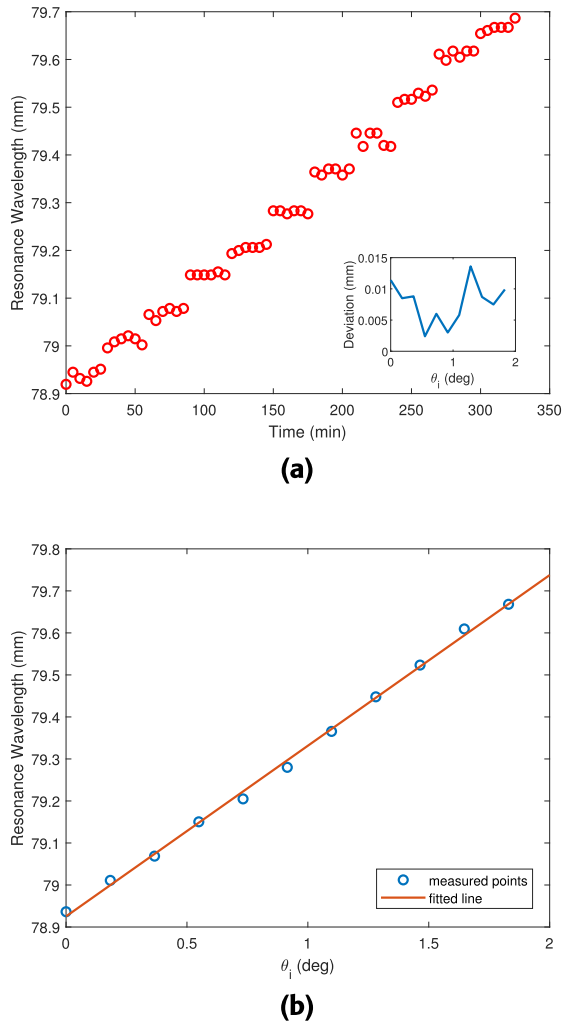 79.7
79.6
79.5
79.4
79.3
79.2
79.1
79
78.9
Resonance Wavelength (mm)
0 50 100 150 200 250 300 350
Time (min)
0.015
0.01
0.005
0
Deviation (mm)
0 1 2
θi (deg)
(a)
79.8
79.7
79.6
79.5
79.4
79.3
79.2
79.1
79
78.9
Resonance Wavelength (mm)
measured points
fitted line
0 0.5 1 1.5 2
θi (deg)
(b)